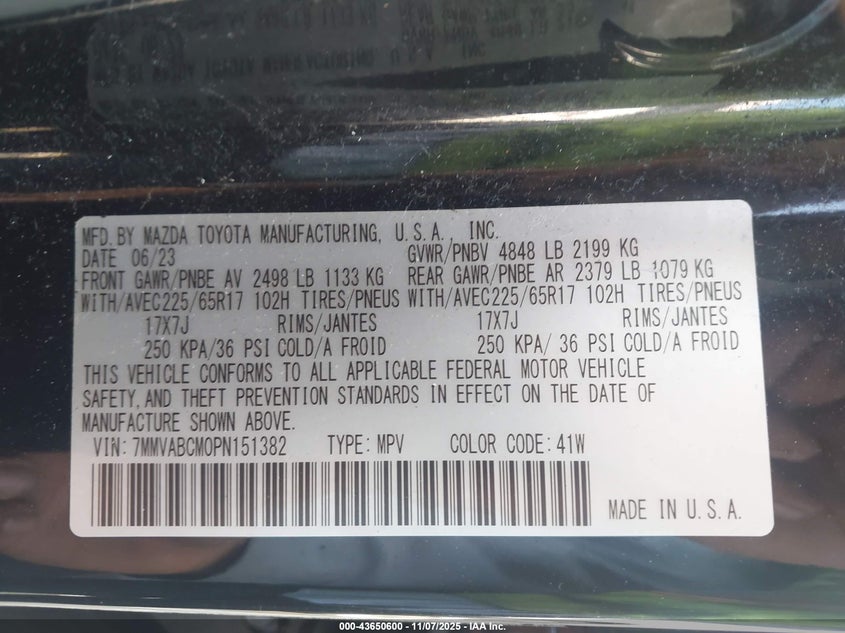 MFD. BY MAZDA TOYOTA MANUFACTURING, U.S.A., INC.
DATE 06/23 GVWR/PNBV 4848 LB 2199 KG
FRONT GAWR/PNBE AV 2498 LB 1133 KG REAR GAWR/PNBE AR 2379 LB 1079 KG
WITH/AVEC225/65R17 102H TIRES/PNEUS WITH/AVEC225/65R17 102H TIRES/PNEUS
17X7J RIMS/JANTES 17X7J RIMS/JANTES
250 KPA/36 PSI COLD/A FROID 250 KPA/ 36 PSI COLD/A FROID
THIS VEHICLE CONFORMS TO ALL APPLICABLE FEDERAL MOTOR VEHICLE
SAFETY, AND THEFT PREVENTION STANDARDS IN EFFECT ON THE DATE OF
MANUFACTURE SHOWN ABOVE.
VIN: 7MMVABCM0PN151382 TYPE: MPV COLOR CODE: 41W
MADE IN U.S.A.
000-43650600 - 11/07/2025 - IAA Inc.